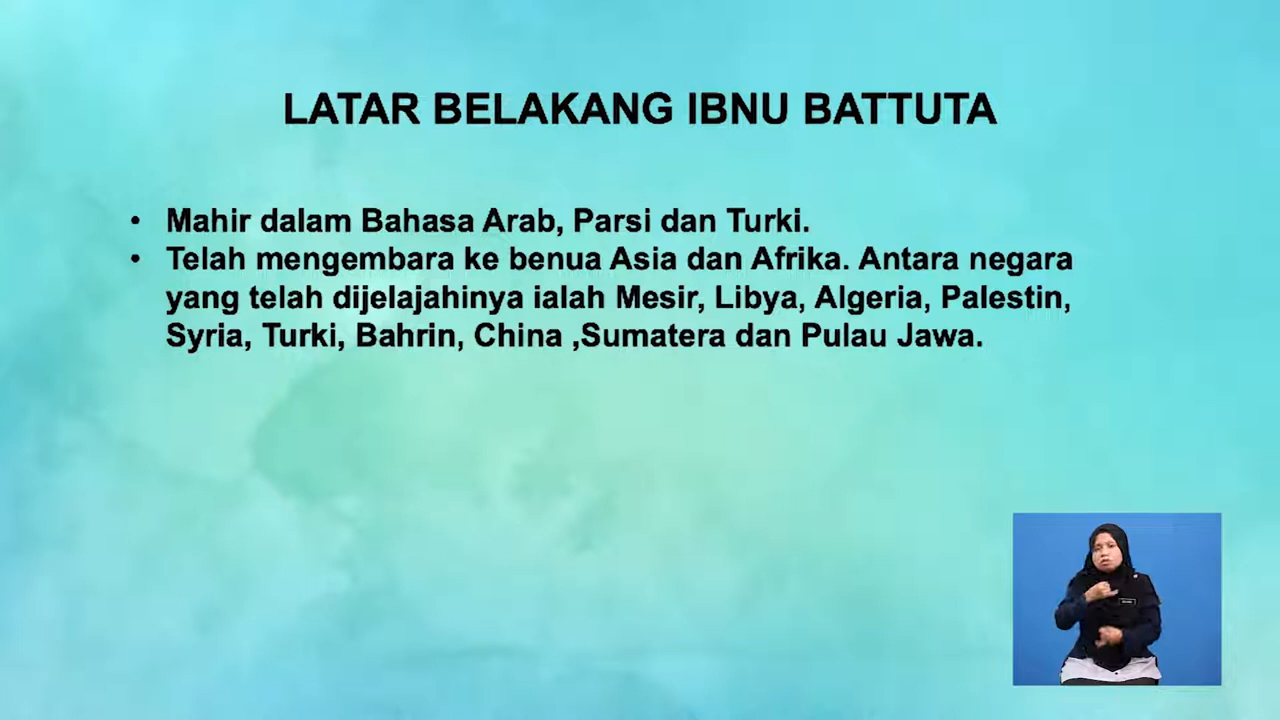 LATAR BELAKANG IBNU BATTUTA
• Mahir dalam Bahasa Arab, Parsi dan Turki.
• Telah mengembara ke benua Asia dan Afrika. Antara negara
yang telah dijelajahinya ialah Mesir, Libya, Algeria, Palestin,
Syria, Turki, Bahrin, China ,Sumatera dan Pulau Jawa.